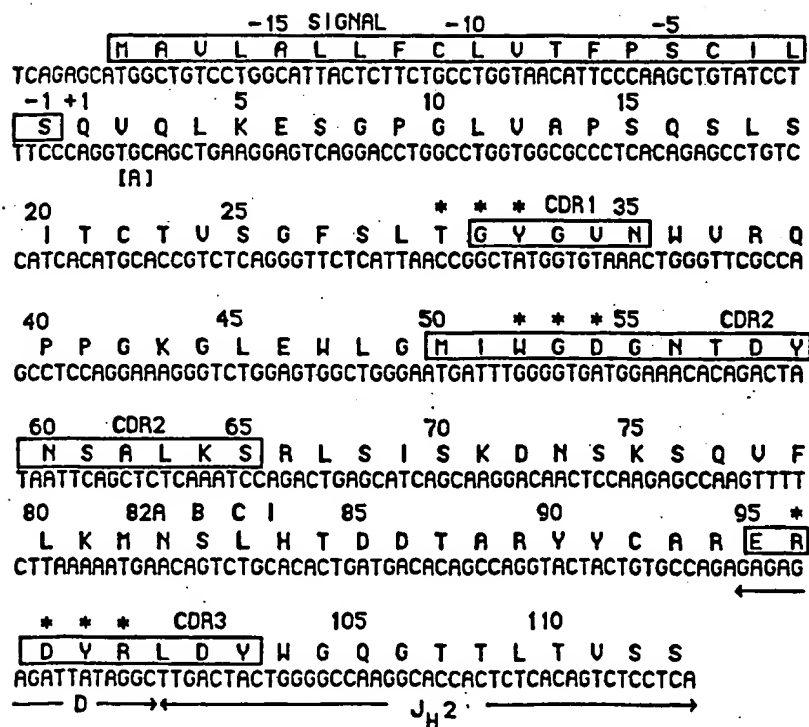 -15 SIGNAL -10 -5
M A V L A L L F C L V T F P S C I L
TCAGAGCATGGCTGTCCTGGCATTACTCTTCTGCCTGGTAACATTCCCAAGCTGTATCCT
-1 +1 5 10 15
S Q V Q L K E S G P G L V A P S Q S L S
TTCCCAGGTGCAGCTGAAGGAGTCAGGACCTGGCCTGGTGGCGCCCTCACAGAGCCTGTC
[A]
20 25 * * * CDR1 35
I T C T V S G F S L T G Y G V N W V R Q
CATCACATGCACCGTCTCAGGGTTCTCATTAACCGGCTATGGTGTAAACTGGGTTCGCCA
40 45 50 * * * 55 CDR2
P P G K G L E W L G M I W G D G N T D Y
GCCTCCAGGAAAGGGTCTGGAGTGGCTGGGAATGATTTGGGGTGATGGAAACACAGACTA
60 CDR2 65 70 75
N S A L K S R L S I S K D N S K S Q V F
TAATTCAGCTCTCAAATCCAGACTGAGCATCAGCAAGGACAACTCCAAGAGCCAAGTTTT
80 82A B C I 85 90 95 *
L K M N S L H T D D T A R Y Y C A R E R
CTTAAAAATGAACAGTCTGCACACTGATGACACAGCCAGGTACTACTGTGCCAGAGAGAG
* * * CDR3 105 110
D Y R L D Y W G Q G T T L T V S S
AGATTATAGGCTTGACTACTGGGGCCAAGGCACCACTCTCACAGTCTCCTCA
D JH2